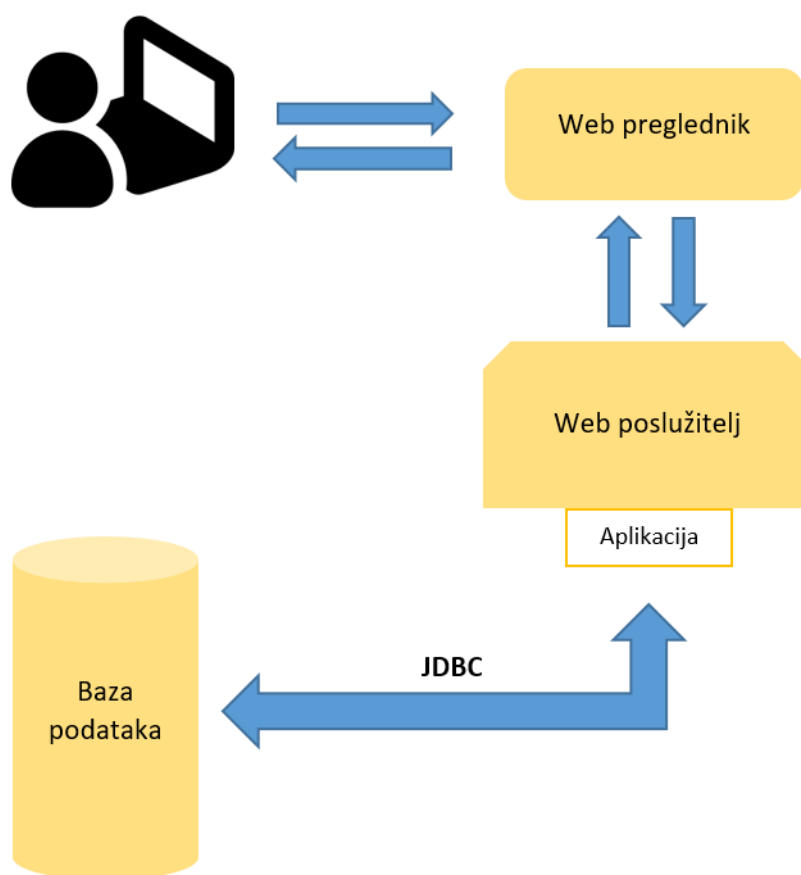 Web preglednik
Web poslužitelj
Aplikacija
JDBC
Baza
podataka